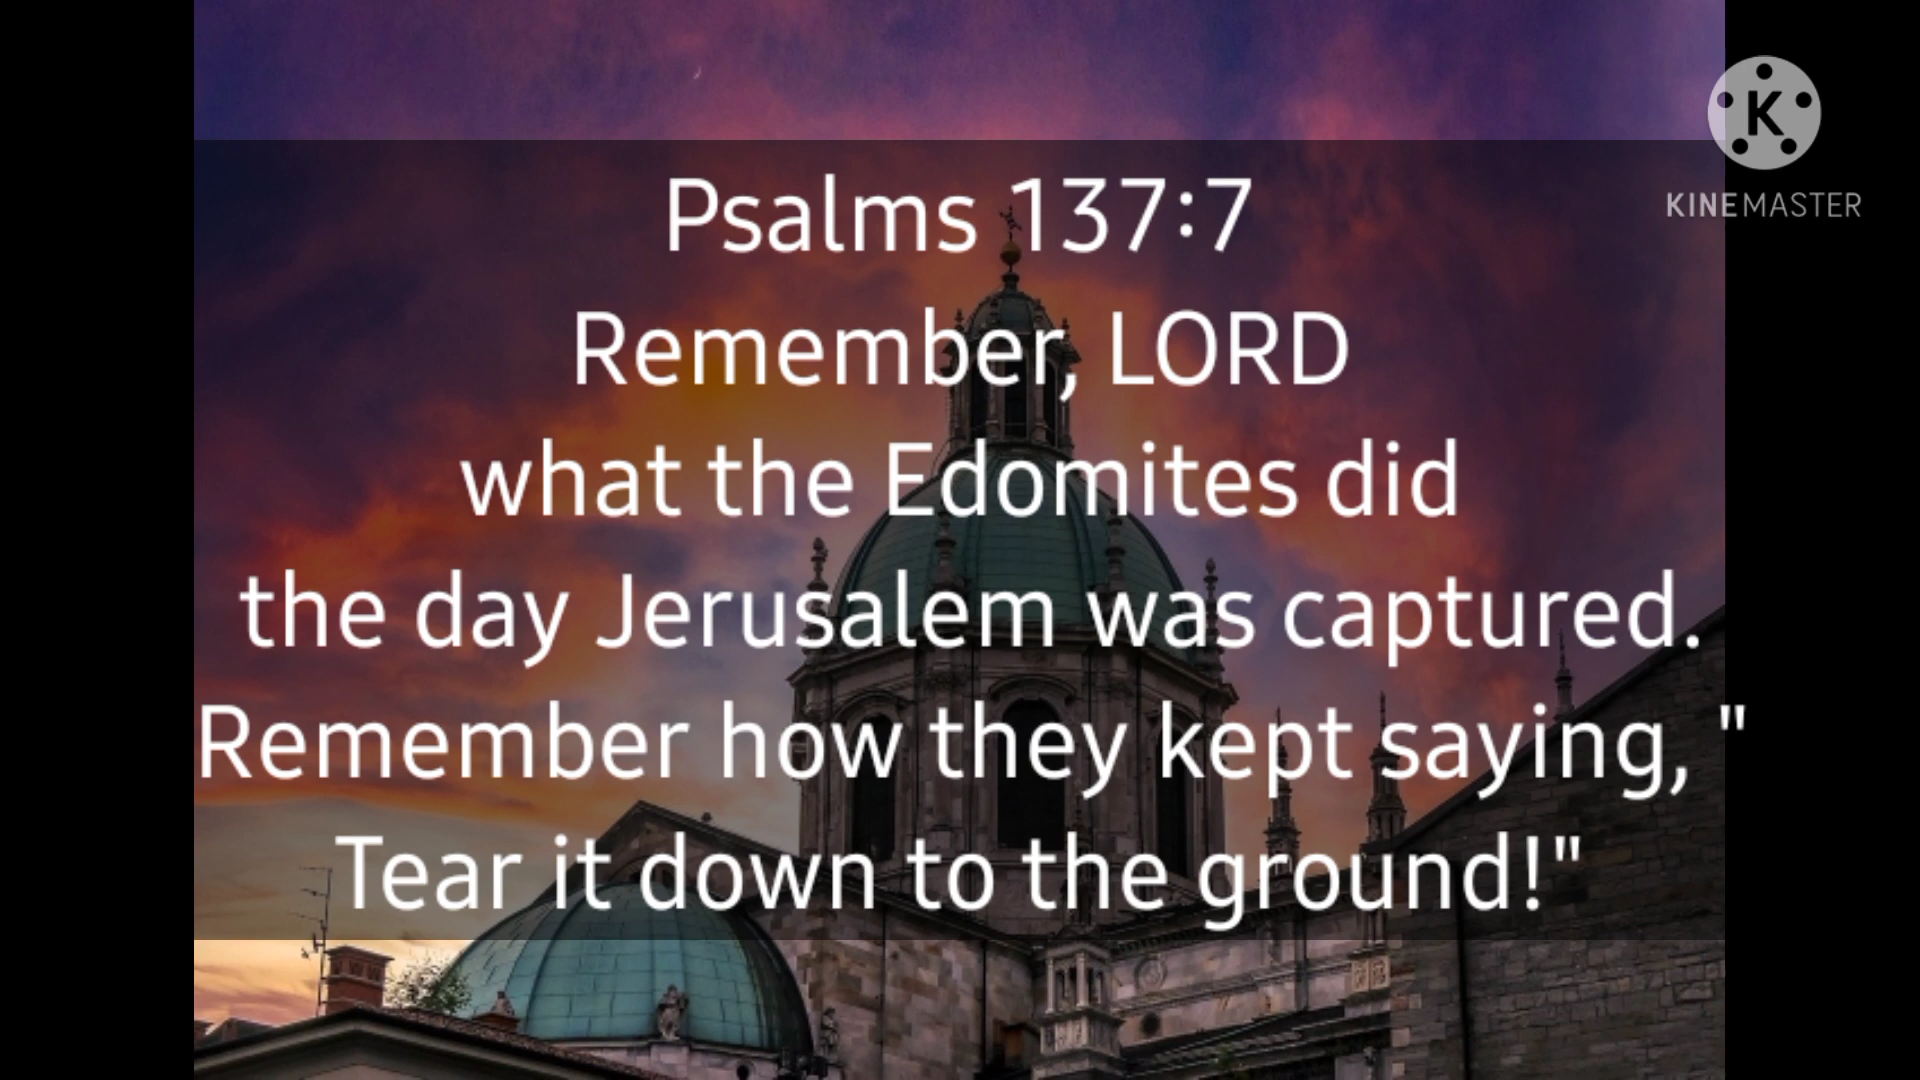 Psalms 137:7
Remember, LORD
what the Edomites did
the day Jerusalem was captured.
Remember how they kept saying, "
Tear it down to the ground!"
K
KINEMASTER